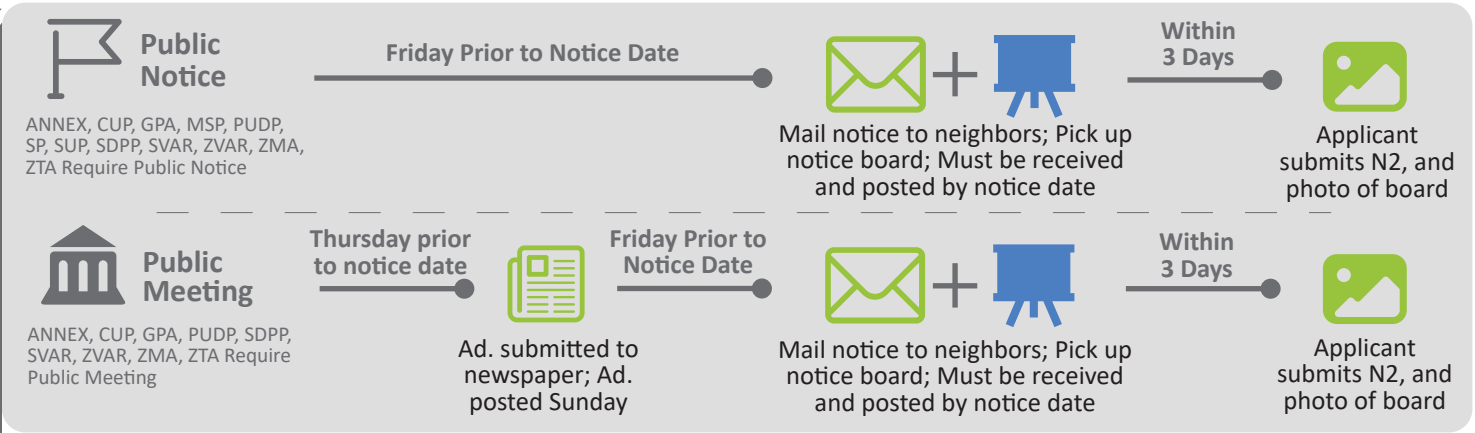 Public
Notice
ANNEX, CUP, GPA, MSP, PUDP,
SP, SUP, SDPP, SVAR, ZVAR, ZMA,
ZTA Require Public Notice
Friday Prior to Notice Date
Mail notice to neighbors; Pick up
notice board; Must be received
and posted by notice date
Within
3 Days
Applicant
submits N2, and
photo of board
Public
Meeting
ANNEX, CUP, GPA, PUDP, SDPP,
SVAR, ZVAR, ZMA, ZTA Require
Public Meeting
Thursday prior
to notice date
Ad. submitted to
newspaper; Ad.
posted Sunday
Friday Prior to
Notice Date
Mail notice to neighbors; Pick up
notice board; Must be received
and posted by notice date
Within
3 Days
Applicant
submits N2, and
photo of board